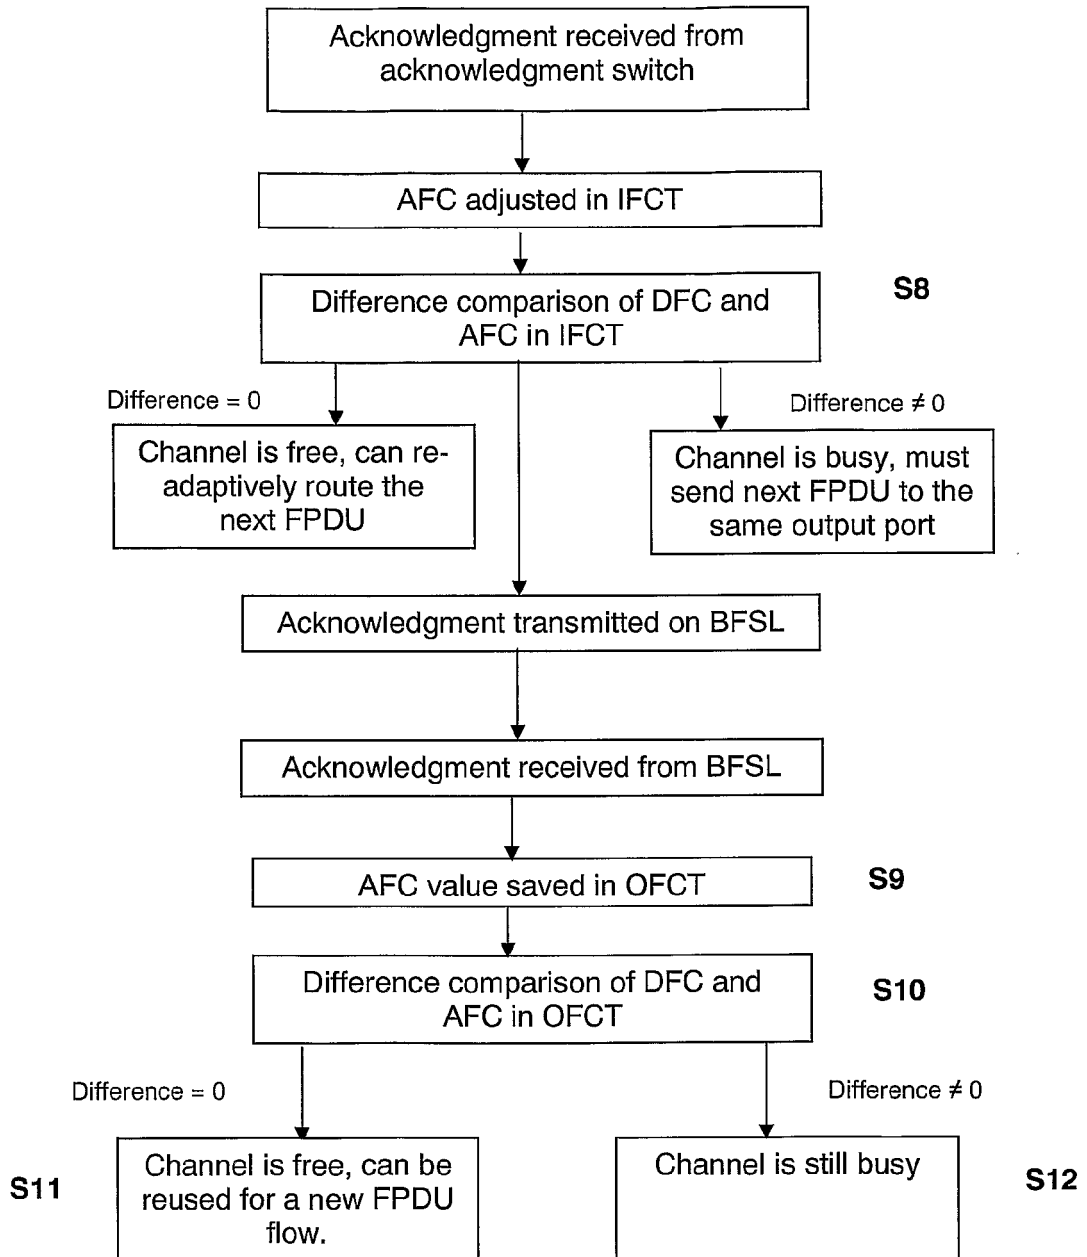 Acknowledgment received from
acknowledgment switch
AFC adjusted in IFCT
S8
Difference comparison of DFC and
AFC in IFCT
Difference = 0
Difference ≠ 0
Channel is free, can re-
adaptively route the
next FPDU
Channel is busy, must
send next FPDU to the
same output port
Acknowledgment transmitted on BFSL
Acknowledgment received from BFSL
AFC value saved in OFCT
S9
Difference comparison of DFC and
AFC in OFCT
S10
Difference = 0
Difference ≠ 0
S11
Channel is free, can be
reused for a new FPDU
flow.
Channel is still busy
S12